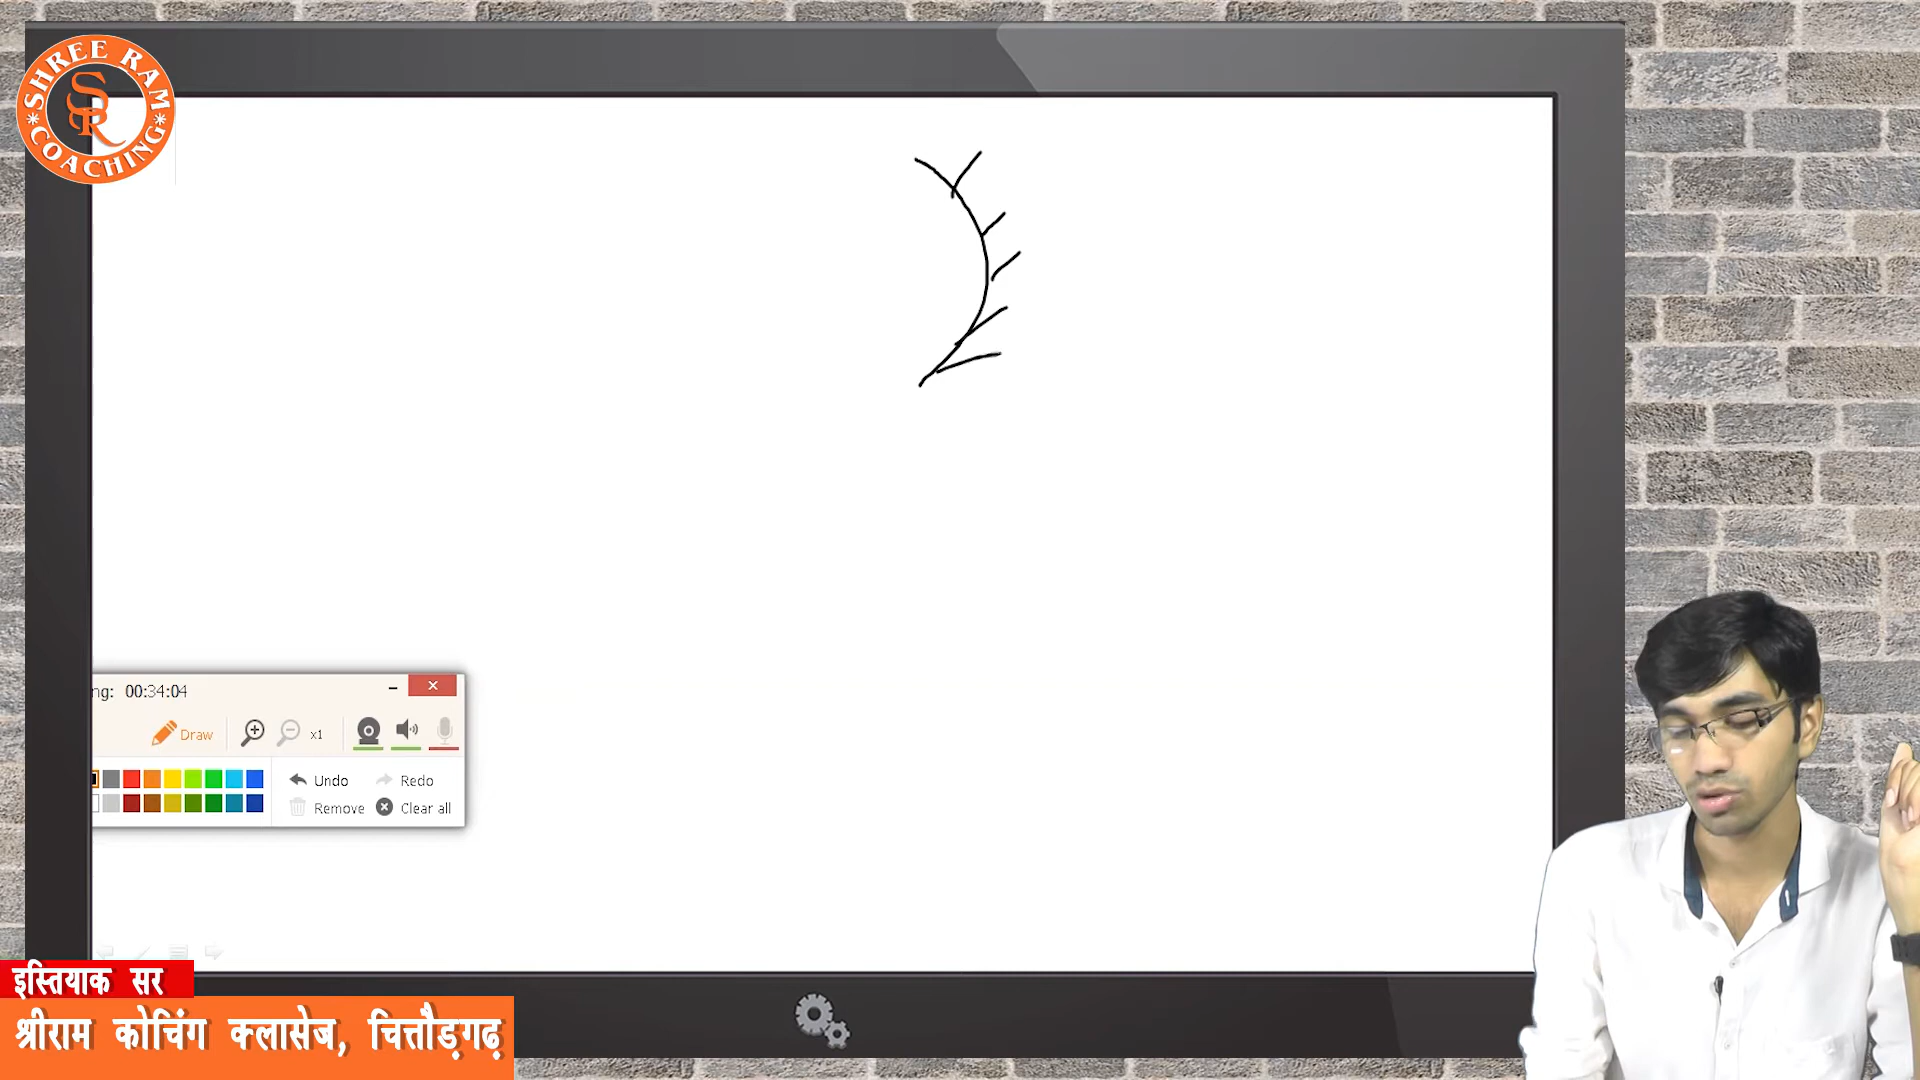 SHREE RAM
SR
COACHING
ng: 00:34:04
Draw
x1
Undo
Redo
Remove
Clear all
इस्तियाक सर
श्रीराम कोचिंग क्लासेज, चित्तौड़गढ़